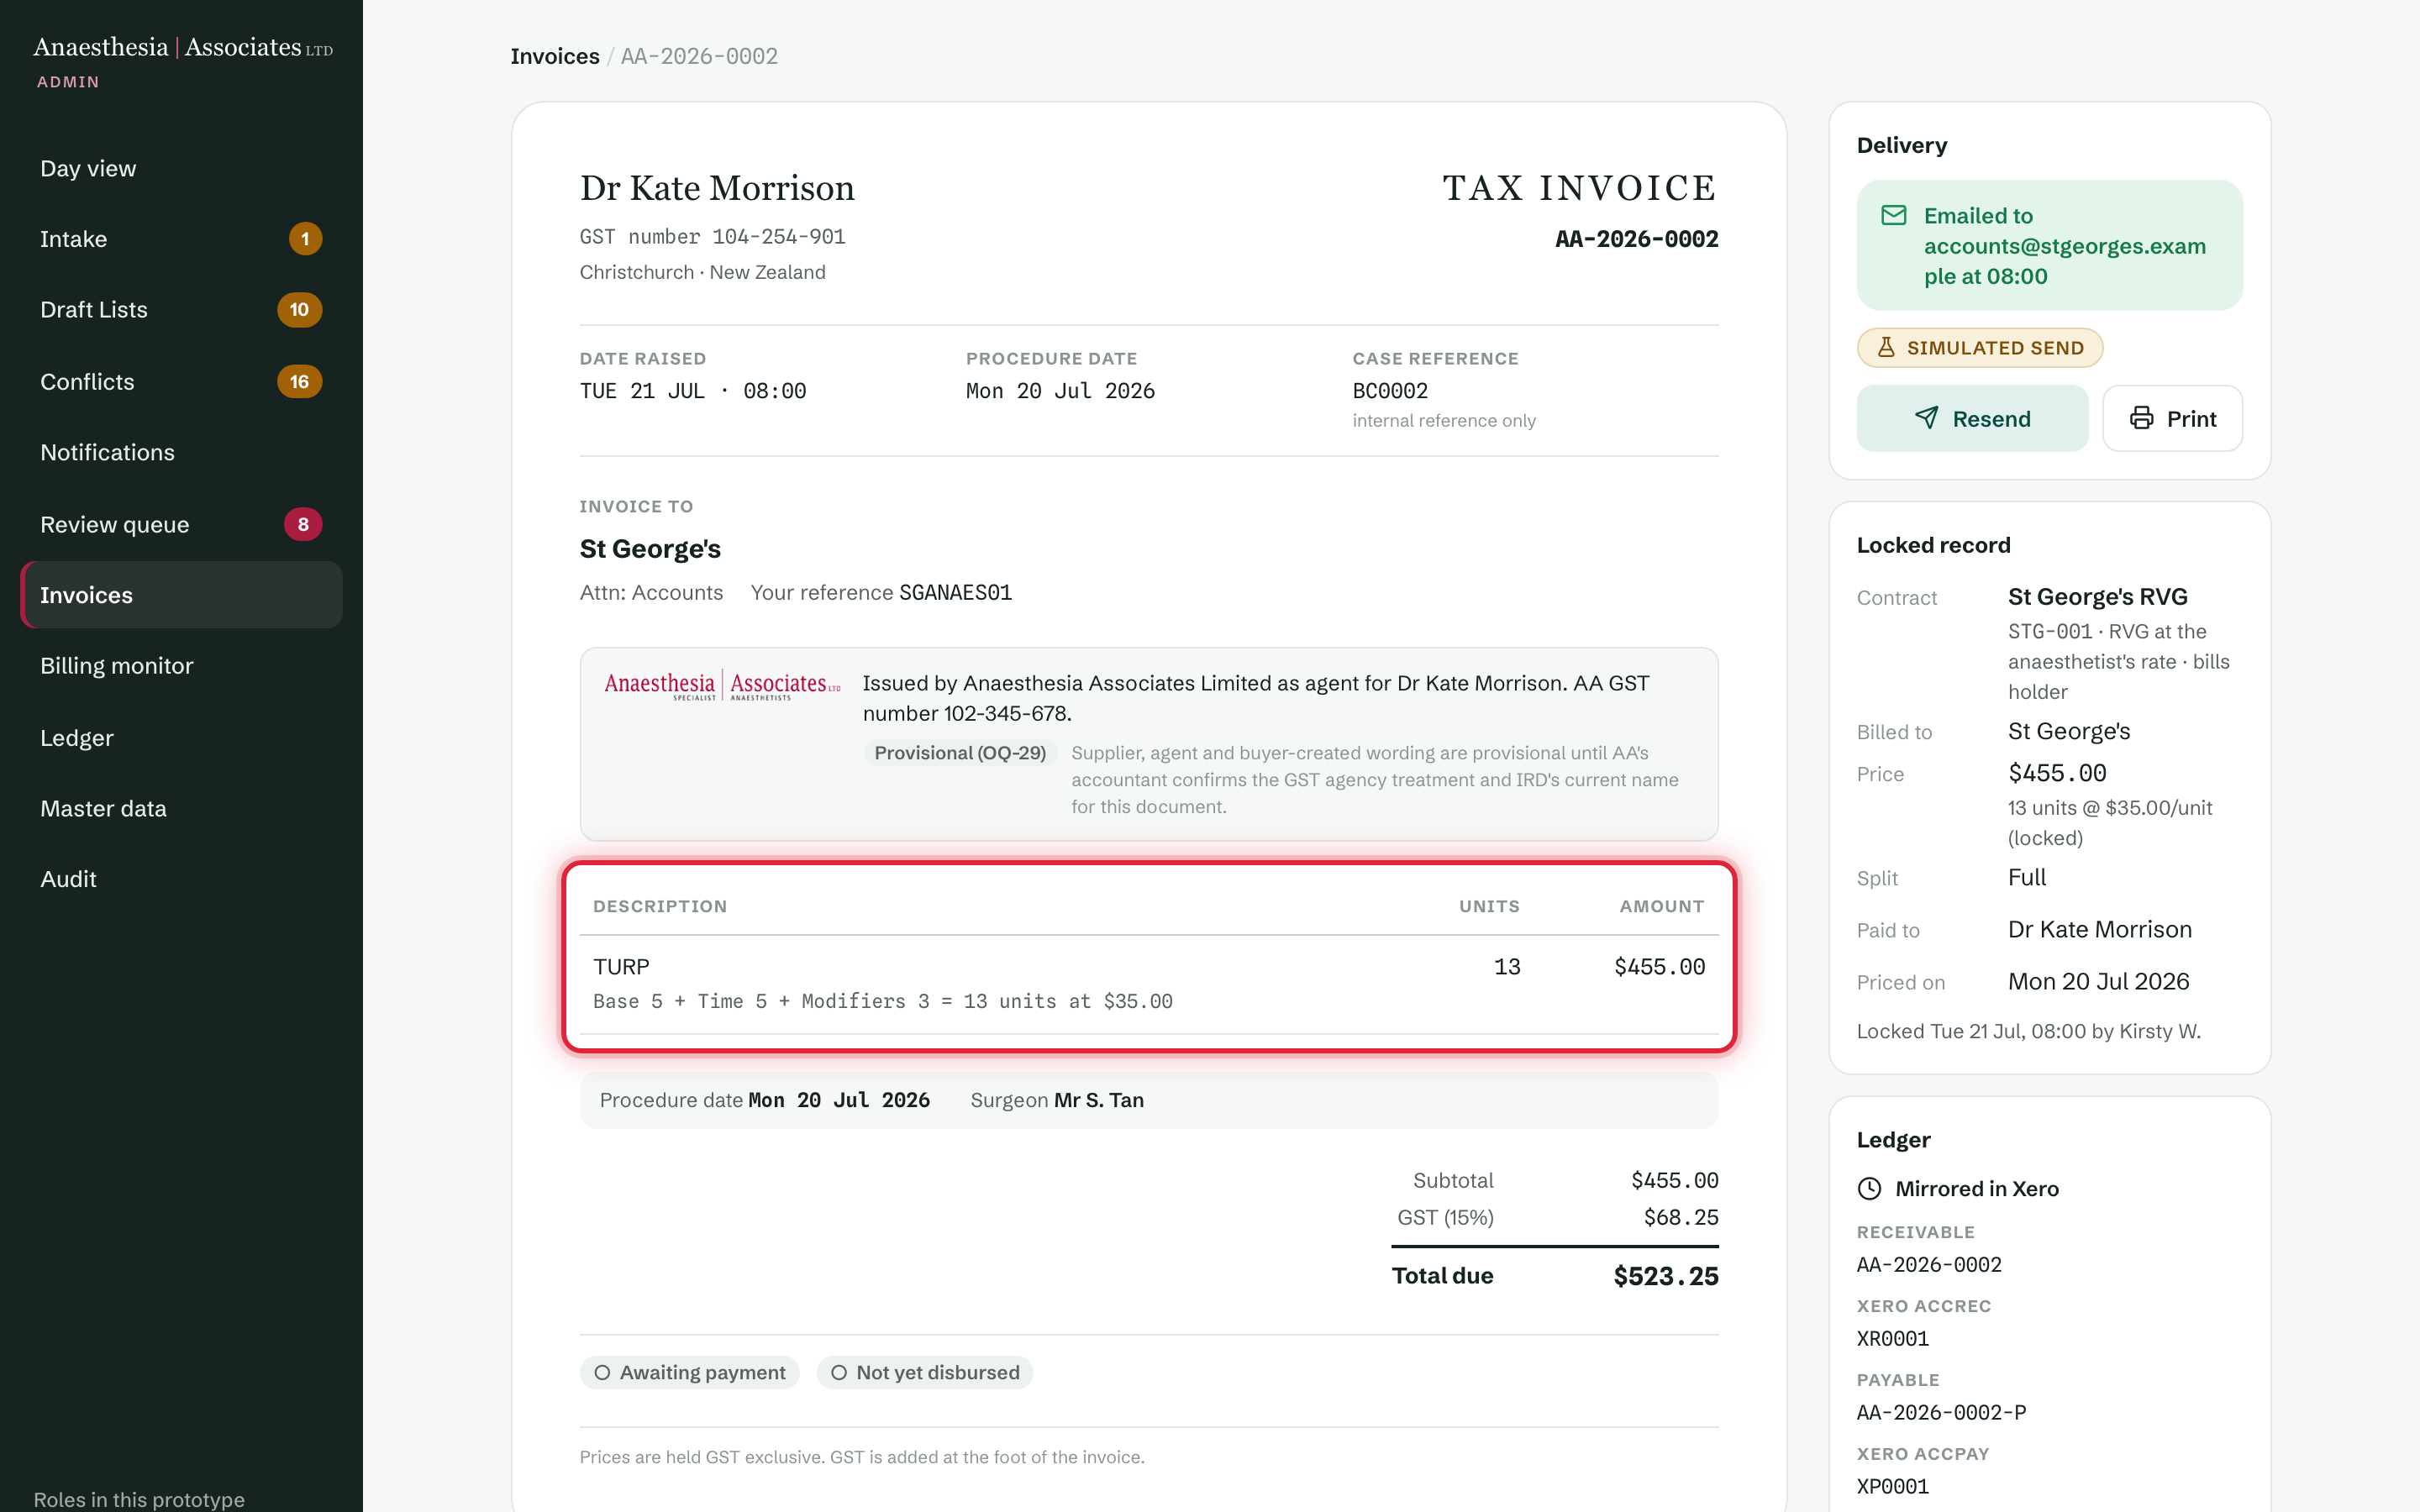 Anaesthesia | Associates LTD
ADMIN
Day view
Intake 1
Draft Lists 10
Conflicts 16
Notifications
Review queue 8
Invoices
Billing monitor
Ledger
Master data
Audit
Roles in this prototype
Invoices / AA-2026-0002
Dr Kate Morrison
GST number 104-254-901
Christchurch · New Zealand
TAX INVOICE
AA-2026-0002
DATE RAISED
TUE 21 JUL · 08:00
PROCEDURE DATE
Mon 20 Jul 2026
CASE REFERENCE
BC0002
internal reference only
INVOICE TO
St George's
Attn: Accounts Your reference SGANAES01
Anaesthesia | Associates LTD
SPECIALIST ANAESTHETISTS
Issued by Anaesthesia Associates Limited as agent for Dr Kate Morrison. AA GST
number 102-345-678.
Provisional (OQ-29)
Supplier, agent and buyer-created wording are provisional until AA's
accountant confirms the GST agency treatment and IRD's current name
for this document.
DESCRIPTION UNITS AMOUNT
TURP 13 $455.00
Base 5 + Time 5 + Modifiers 3 = 13 units at $35.00
Procedure date Mon 20 Jul 2026 Surgeon Mr S. Tan
Subtotal $455.00
GST (15%) $68.25
Total due $523.25
Awaiting payment Not yet disbursed
Prices are held GST exclusive. GST is added at the foot of the invoice.
Delivery
Emailed to
accounts@stgeorges.exam
ple at 08:00
SIMULATED SEND
Resend Print
Locked record
Contract St George's RVG
STG-001 · RVG at the
anaesthetist's rate · bills
holder
Billed to St George's
Price $455.00
13 units @ $35.00/unit
(locked)
Split Full
Paid to Dr Kate Morrison
Priced on Mon 20 Jul 2026
Locked Tue 21 Jul, 08:00 by Kirsty W.
Ledger
Mirrored in Xero
RECEIVABLE
AA-2026-0002
XERO ACCREC
XR0001
PAYABLE
AA-2026-0002-P
XERO ACCPAY
XP0001